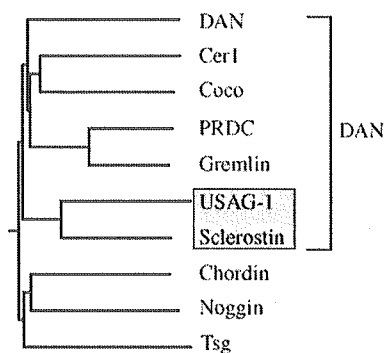 DAN
Cer1
Coco
PRDC
DAN
Gremlin
USAG-1
Sclerostin
Chordin
Noggin
Tsg